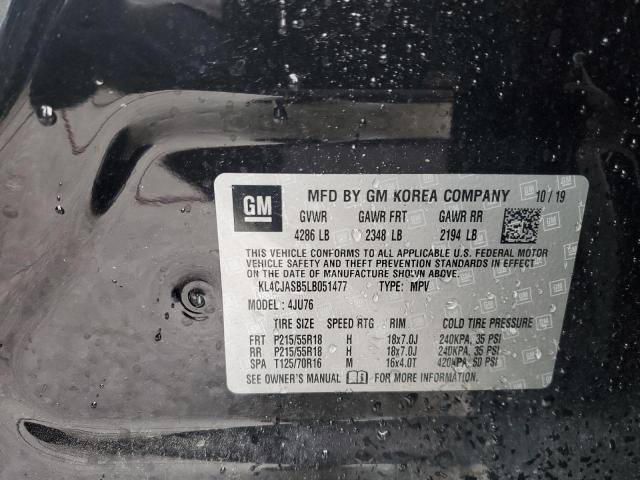 GM
MFD BY GM KOREA COMPANY 10/19
GVWR GAWR FRT GAWR RR
4286 LB 2348 LB 2194 LB
THIS VEHICLE CONFORMS TO ALL APPLICABLE U.S. FEDERAL MOTOR
VEHICLE SAFETY AND THEFT PREVENTION STANDARDS IN EFFECT
ON THE DATE OF MANUFACTURE SHOWN ABOVE.
KL4CJASB5LB051477 TYPE: MPV
MODEL: 4JU76
TIRE SIZE SPEED RTG RIM COLD TIRE PRESSURE
FRT P215/55R18 H 18x7.0J 240KPA, 35 PSI
RR P215/55R18 H 18x7.0J 240KPA, 35 PSI
SPA T125/70R16 M 16x4.0T 420KPA, 60 PSI
SEE OWNER'S MANUAL FOR MORE INFORMATION.